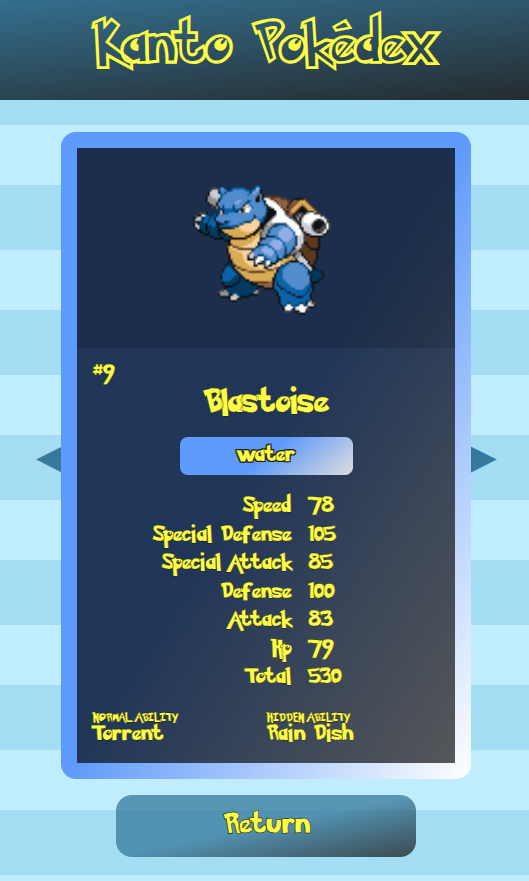 Kanto Pokédex
#9
Blastoise
water
Speed 78
Special Defense 105
Special Attack 85
Defense 100
Attack 83
Hp 79
Total 530
NORMAL ABILITY HIDDEN ABILITY
Torrent Rain Dish
Return